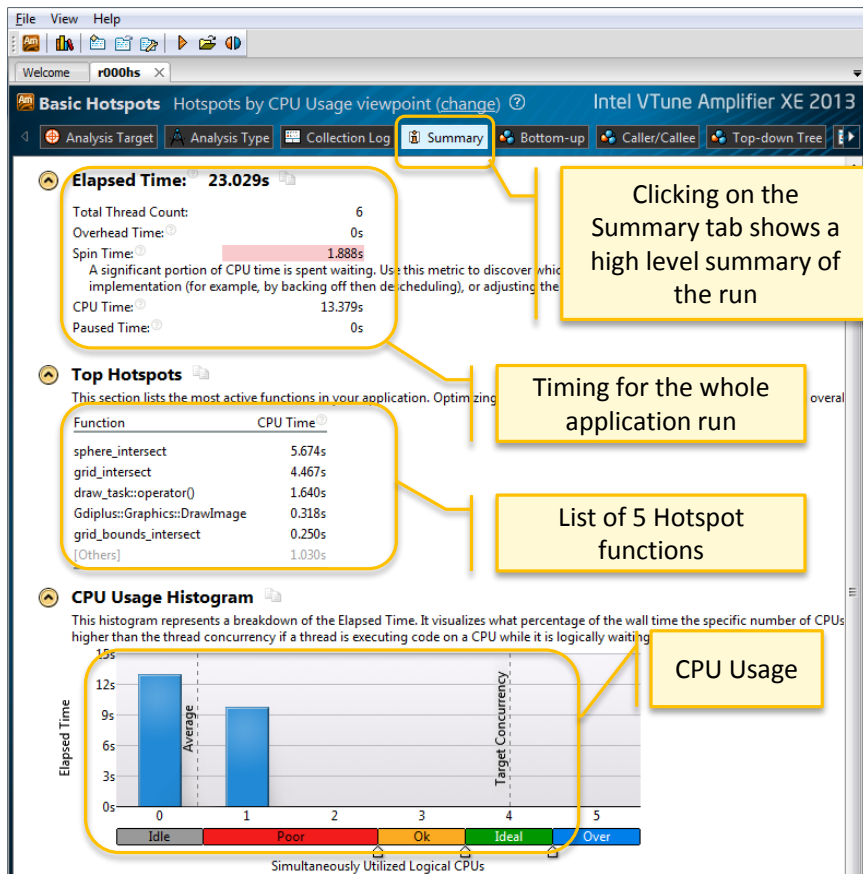 File View Help
Welcome r000hs
Basic Hotspots Hotspots by CPU Usage viewpoint (change) Intel VTune Amplifier XE 2013
Analysis Target Analysis Type Collection Log Summary Bottom-up Caller/Callee Top-down Tree
Elapsed Time: 23.029s
Total Thread Count: 6
Overhead Time: 0s
Spin Time: 1.888s
A significant portion of CPU time is spent waiting. Use this metric to discover
implementation (for example, by backing off then descheduling), or adjusting the
CPU Time: 13.379s
Paused Time: 0s
Clicking on the
Summary tab shows a
high level summary of
the run
Top Hotspots
This section lists the most active functions in your application. Optimizing overal
Function CPU Time
sphere_intersect 5.674s
grid_intersect 4.467s
draw_task::operator() 1.640s
Gdiplus::Graphics::DrawImage 0.318s
grid_bounds_intersect 0.250s
[Others] 1.030s
Timing for the whole
application run
List of 5 Hotspot
functions
CPU Usage Histogram
This histogram represents a breakdown of the Elapsed Time. It visualizes what percentage of the wall time the specific number of CPUs
higher than the thread concurrency if a thread is executing code on a CPU while it is logically waiting
CPU Usage
Elapsed Time
15s
12s
9s
6s
3s
0s
Average
Target Concurrency
0 1 2 3 4 5
Idle Poor Ok Ideal Over
Simultaneously Utilized Logical CPUs